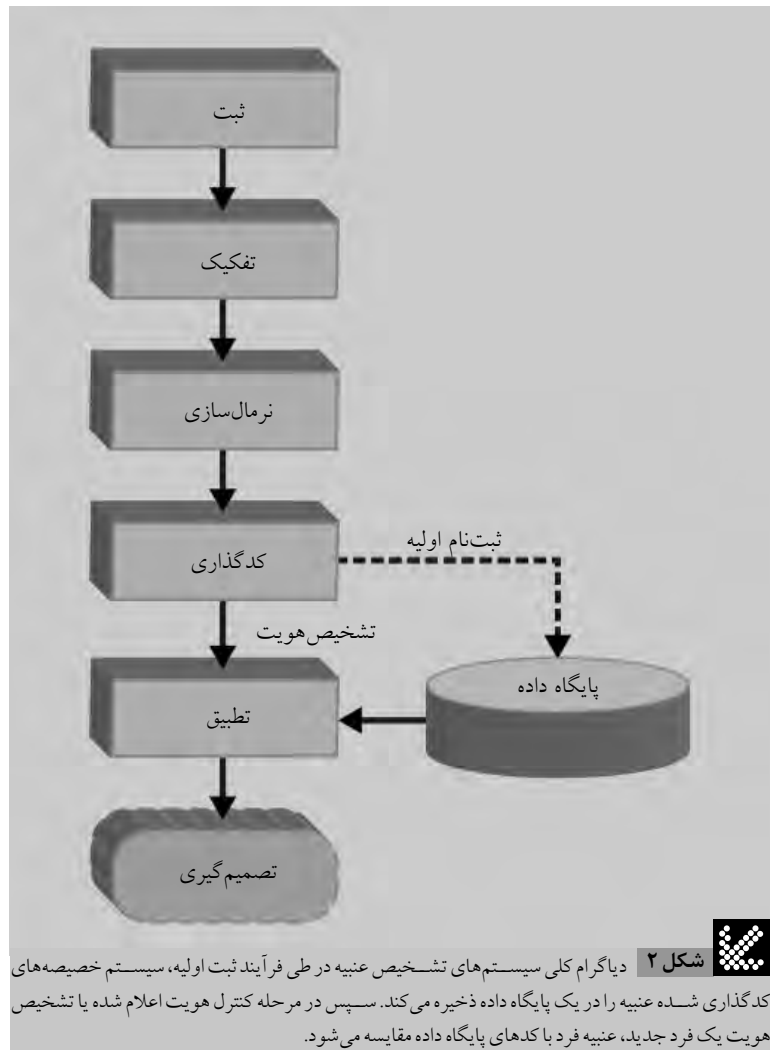 ثبت
تفکیک
نرمال‌سازی
کدگذاری
ثبت‌نام اولیه
تشخیص هویت
پایگاه داده
تطبیق
تصمیم‌گیری
شکل ۲ دیاگرام کلی سیستم‌های تشخیص عنبیه در طی فرآیند ثبت اولیه، سیستم خصیصه‌های
کدگذاری شده عنبیه را در یک پایگاه داده ذخیره می‌کند. سپس در مرحله کنترل هویت اعلام شده یا تشخیص
هویت یک فرد جدید، عنبیه فرد با کدهای پایگاه داده مقایسه می‌شود.